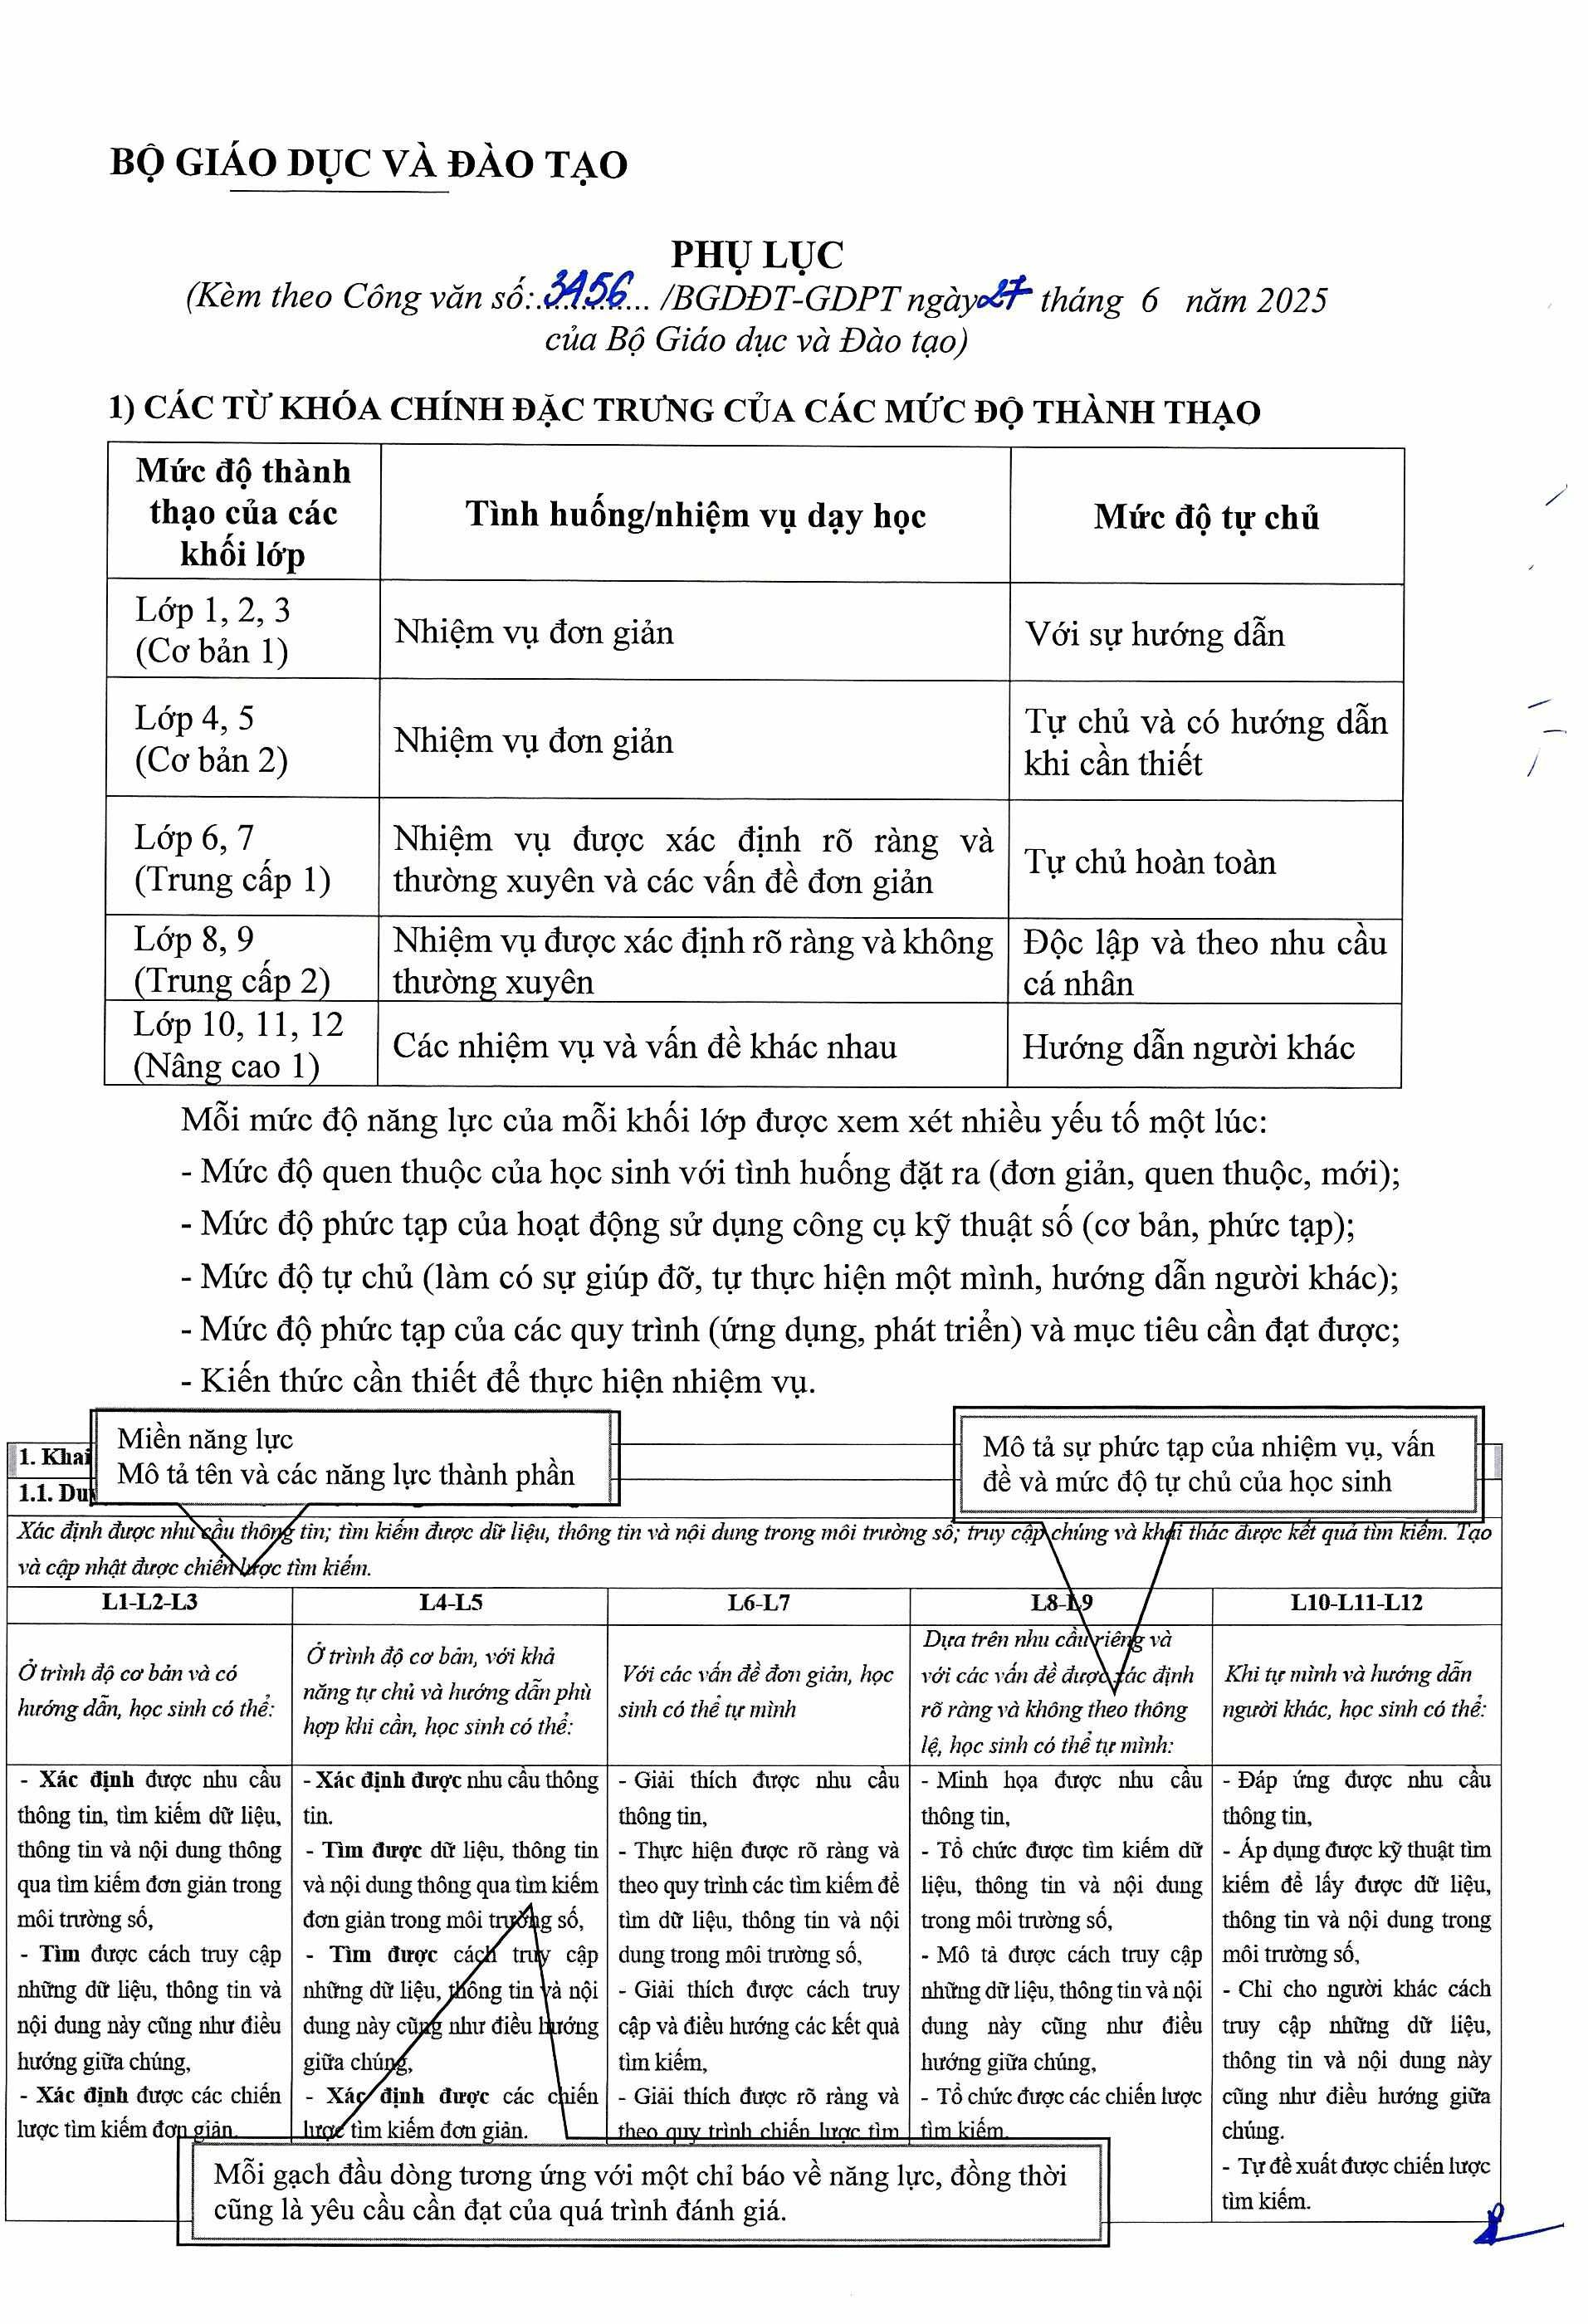 BỘ GIÁO DỤC VÀ ĐÀO TẠO
PHỤ LỤC
(Kèm theo Công văn số:.3456.../BGDĐT-GDPT ngày 27 tháng 6 năm 2025
của Bộ Giáo dục và Đào tạo)
1) CÁC TỪ KHÓA CHÍNH ĐẶC TRƯNG CỦA CÁC MỨC ĐỘ THÀNH THẠO
Mức độ thành
thạo của các
khối lớp
Tình huống/nhiệm vụ dạy học
Mức độ tự chủ
Lớp 1, 2, 3
(Cơ bản 1)
Nhiệm vụ đơn giản
Với sự hướng dẫn
Lớp 4, 5
(Cơ bản 2)
Nhiệm vụ đơn giản
Tự chủ và có hướng dẫn
khi cần thiết
Lớp 6, 7
(Trung cấp 1)
Nhiệm vụ được xác định rõ ràng và
thường xuyên và các vấn đề đơn giản
Tự chủ hoàn toàn
Lớp 8, 9
(Trung cấp 2)
Nhiệm vụ được xác định rõ ràng và không
thường xuyên
Độc lập và theo nhu cầu
cá nhân
Lớp 10, 11, 12
(Nâng cao 1)
Các nhiệm vụ và vấn đề khác nhau
Hướng dẫn người khác
Mỗi mức độ năng lực của mỗi khối lớp được xem xét nhiều yếu tố một lúc:
- Mức độ quen thuộc của học sinh với tình huống đặt ra (đơn giản, quen thuộc, mới);
- Mức độ phức tạp của hoạt động sử dụng công cụ kỹ thuật số (cơ bản, phức tạp);
- Mức độ tự chủ (làm có sự giúp đỡ, tự thực hiện một mình, hướng dẫn người khác);
- Mức độ phức tạp của các quy trình (ứng dụng, phát triển) và mục tiêu cần đạt được;
- Kiến thức cần thiết để thực hiện nhiệm vụ.
Miền năng lực
Mô tả tên và các năng lực thành phần
Mô tả sự phức tạp của nhiệm vụ, vấn
đề và mức độ tự chủ của học sinh
1. Khai
1.1. Duy
Xác định được nhu cầu thông tin; tìm kiếm được dữ liệu, thông tin và nội dung trong môi trường số; truy cập chúng và khai thác được kết quả tìm kiếm. Tạo
và cập nhật được chiến lược tìm kiếm.
L1-L2-L3
L4-L5
L6-L7
L8-L9
L10-L11-L12
Ở trình độ cơ bản và có
hướng dẫn, học sinh có thể:
Ở trình độ cơ bản, với khả
năng tự chủ và hướng dẫn phù
hợp khi cần, học sinh có thể:
Với các vấn đề đơn giản, học
sinh có thể tự mình
Dựa trên nhu cầu riêng và
với các vấn đề được xác định
rõ ràng và không theo thông
lệ, học sinh có thể tự mình:
Khi tự mình và hướng dẫn
người khác, học sinh có thể:
- Xác định được nhu cầu
thông tin, tìm kiếm dữ liệu,
thông tin và nội dung thông
qua tìm kiếm đơn giản trong
môi trường số,
- Tìm được cách truy cập
những dữ liệu, thông tin và
nội dung này cũng như điều
hướng giữa chúng,
- Xác định được các chiến
lược tìm kiếm đơn giản.
- Xác định được nhu cầu thông
tin.
- Tìm được dữ liệu, thông tin
và nội dung thông qua tìm kiếm
đơn giản trong môi trường số,
- Tìm được cách truy cập
những dữ liệu, thông tin và nội
dung này cũng như điều hướng
giữa chúng,
- Xác định được các chiến
lược tìm kiếm đơn giản.
- Giải thích được nhu cầu
thông tin,
- Thực hiện được rõ ràng và
theo quy trình các tìm kiếm để
tìm dữ liệu, thông tin và nội
dung trong môi trường số,
- Giải thích được cách truy
cập và điều hướng các kết quả
tìm kiếm,
- Giải thích được rõ ràng và
theo quy trình chiến lược tìm
- Minh họa được nhu cầu
thông tin,
- Tổ chức được tìm kiếm dữ
liệu, thông tin và nội dung
trong môi trường số,
- Mô tả được cách truy cập
những dữ liệu, thông tin và nội
dung này cũng như điều
hướng giữa chúng,
- Tổ chức được các chiến lược
tìm kiếm.
- Đáp ứng được nhu cầu
thông tin,
- Áp dụng được kỹ thuật tìm
kiếm để lấy được dữ liệu,
thông tin và nội dung trong
môi trường số,
- Chỉ cho người khác cách
truy cập những dữ liệu,
thông tin và nội dung này
cũng như điều hướng giữa
chúng.
- Tự đề xuất được chiến lược
tìm kiếm.
Mỗi gạch đầu dòng tương ứng với một chỉ báo về năng lực, đồng thời
cũng là yêu cầu cần đạt của quá trình đánh giá.